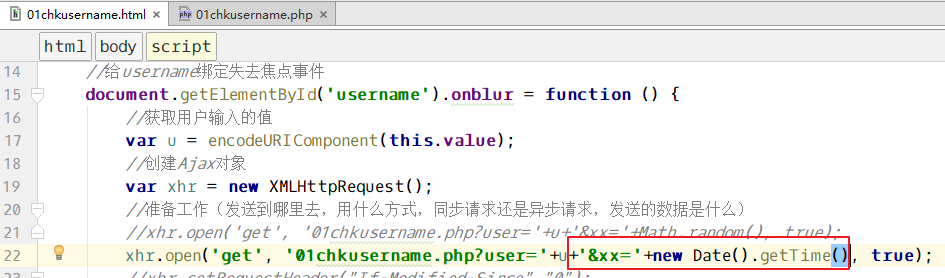 01chkusername.html
01chkusername.php
html body script
14 //给username绑定失去焦点事件
15 document.getElementById('username').onblur = function () {
16 //获取用户输入的值
17 var u = encodeURIComponent(this.value);
18 //创建Ajax对象
19 var xhr = new XMLHttpRequest();
20 //准备工作（发送到哪里去，用什么方式，同步请求还是异步请求，发送的数据是什么）
21 //xhr.open('get', '01chkusername.php?user='+u+'&xx='+Math.random(), true);
22 xhr.open('get', '01chkusername.php?user='+u+'&xx='+new Date().getTime(), true);
//xhr.setRequestHeader("If-Modified-Since","0");